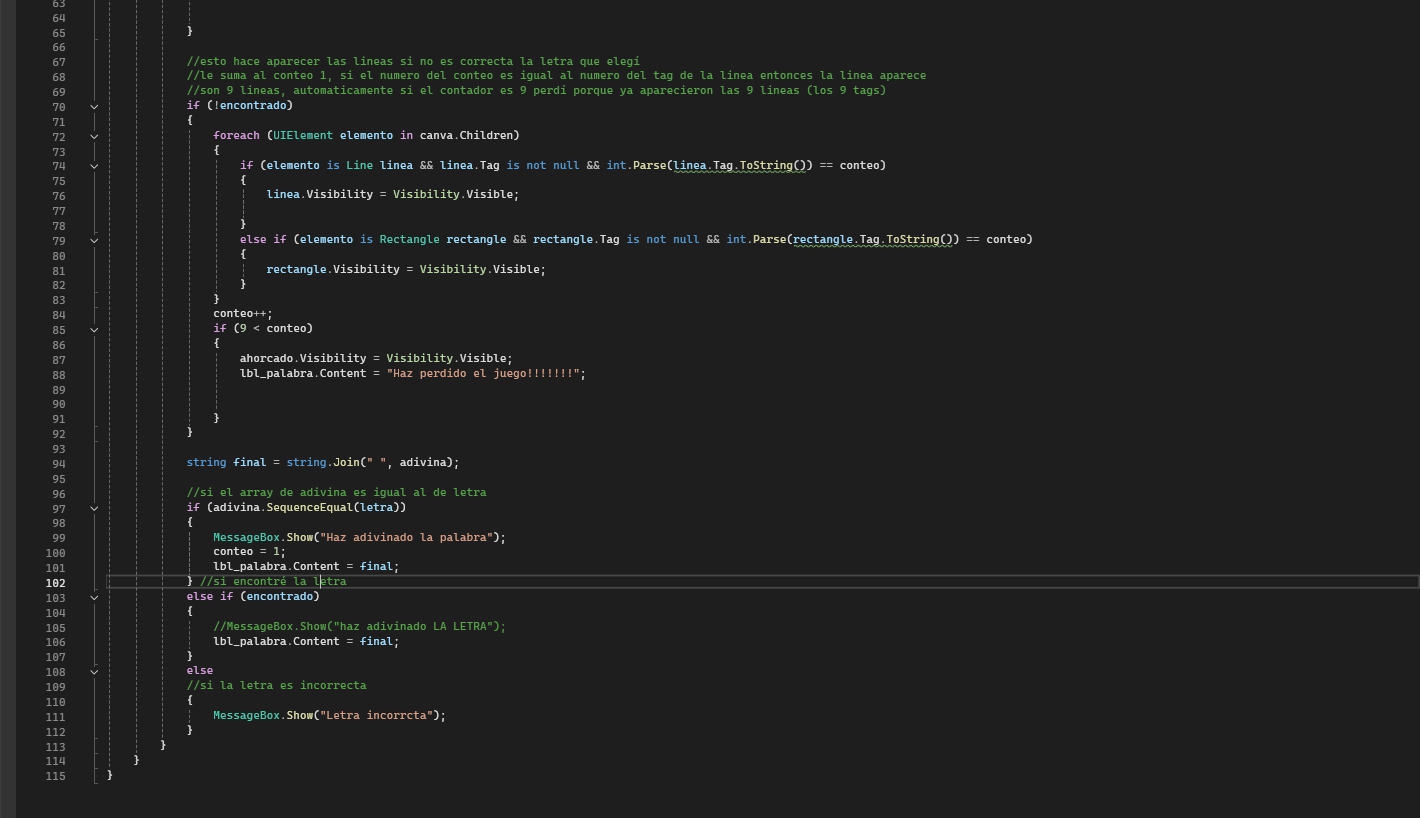 63
64
65 }
66
67 //esto hace aparecer las lineas si no es correcta la letra que elegí
68 //le suma al conteo 1, si el numero del conteo es igual al numero del tag de la linea entonces la linea aparece
69 //son 9 lineas, automaticamente si el contador es 9 perdi porque ya aparecieron las 9 lineas (los 9 tags)
70 if (!encontrado)
71 {
72 foreach (UIElement elemento in canva.Children)
73 {
74 if (elemento is Line linea && linea.Tag is not null && int.Parse(linea.Tag.ToString()) == conteo)
75 {
76 linea.Visibility = Visibility.Visible;
77
78 }
79 else if (elemento is Rectangle rectangle && rectangle.Tag is not null && int.Parse(rectangle.Tag.ToString()) == conteo)
80 {
81 rectangle.Visibility = Visibility.Visible;
82 }
83 }
84 conteo++;
85 if (9 < conteo)
86 {
87 ahorcado.Visibility = Visibility.Visible;
88 lbl_palabra.Content = "Haz perdido el juego!!!!!!!";
89
90
91 }
92 }
93
94 string final = string.Join(" ", adivina);
95
96 //si el array de adivina es igual al de letra
97 if (adivina.SequenceEqual(letra))
98 {
99 MessageBox.Show("Haz adivinado la palabra");
100 conteo = 1;
101 lbl_palabra.Content = final;
102 } //si encontré la letra
103 else if (encontrado)
104 {
105 //MessageBox.Show("haz adivinado LA LETRA");
106 lbl_palabra.Content = final;
107 }
108 else
109 //si la letra es incorrecta
110 {
111 MessageBox.Show("Letra incorrcta");
112 }
113 }
114 }
115 }